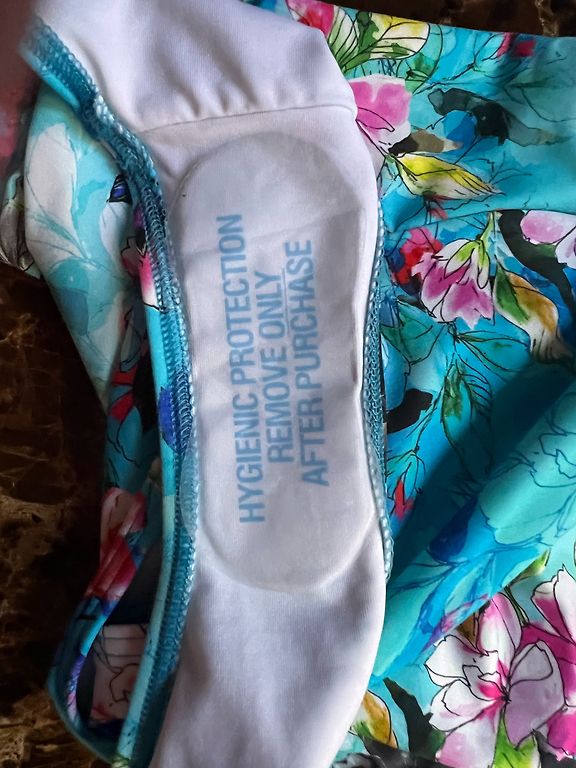 HYGIENIC PROTECTION
REMOVE ONLY
AFTER PURCHASE